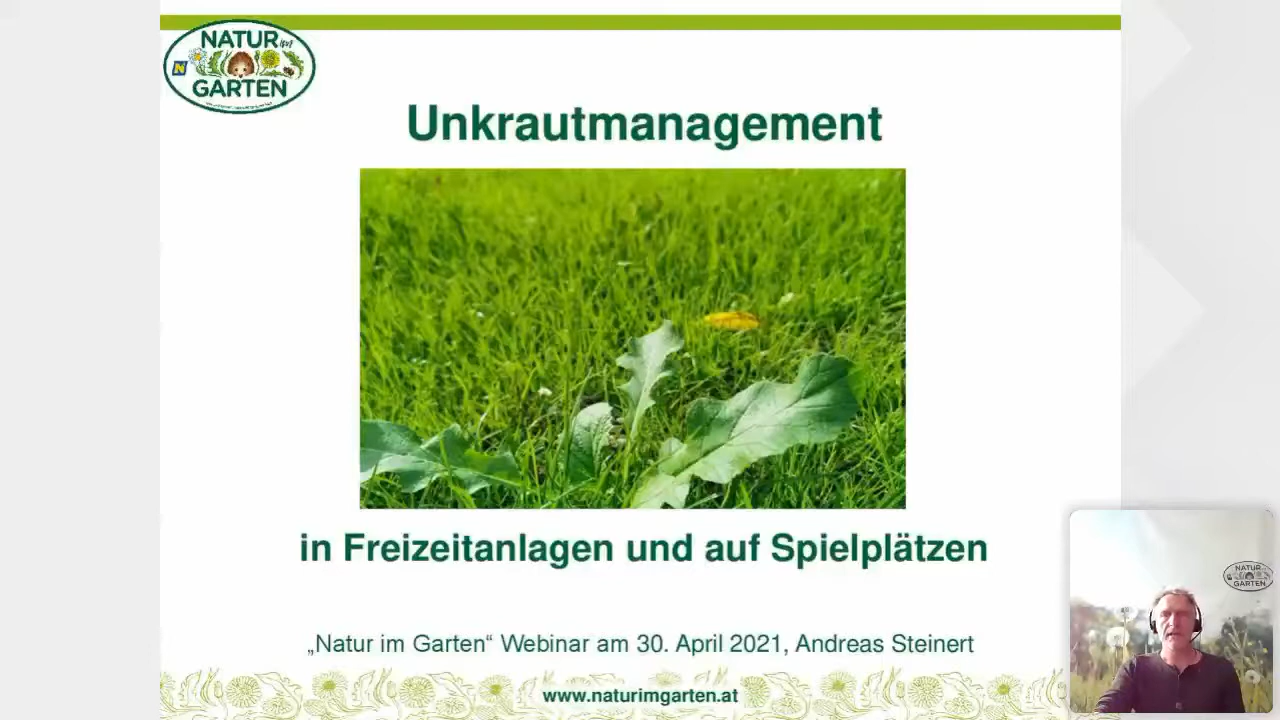 NATUR im
GARTEN
Unkrautmanagement
in Freizeitanlagen und auf Spielplätzen
„Natur im Garten“ Webinar am 30. April 2021, Andreas Steinert
www.naturimgarten.at
NATUR
GARTEN